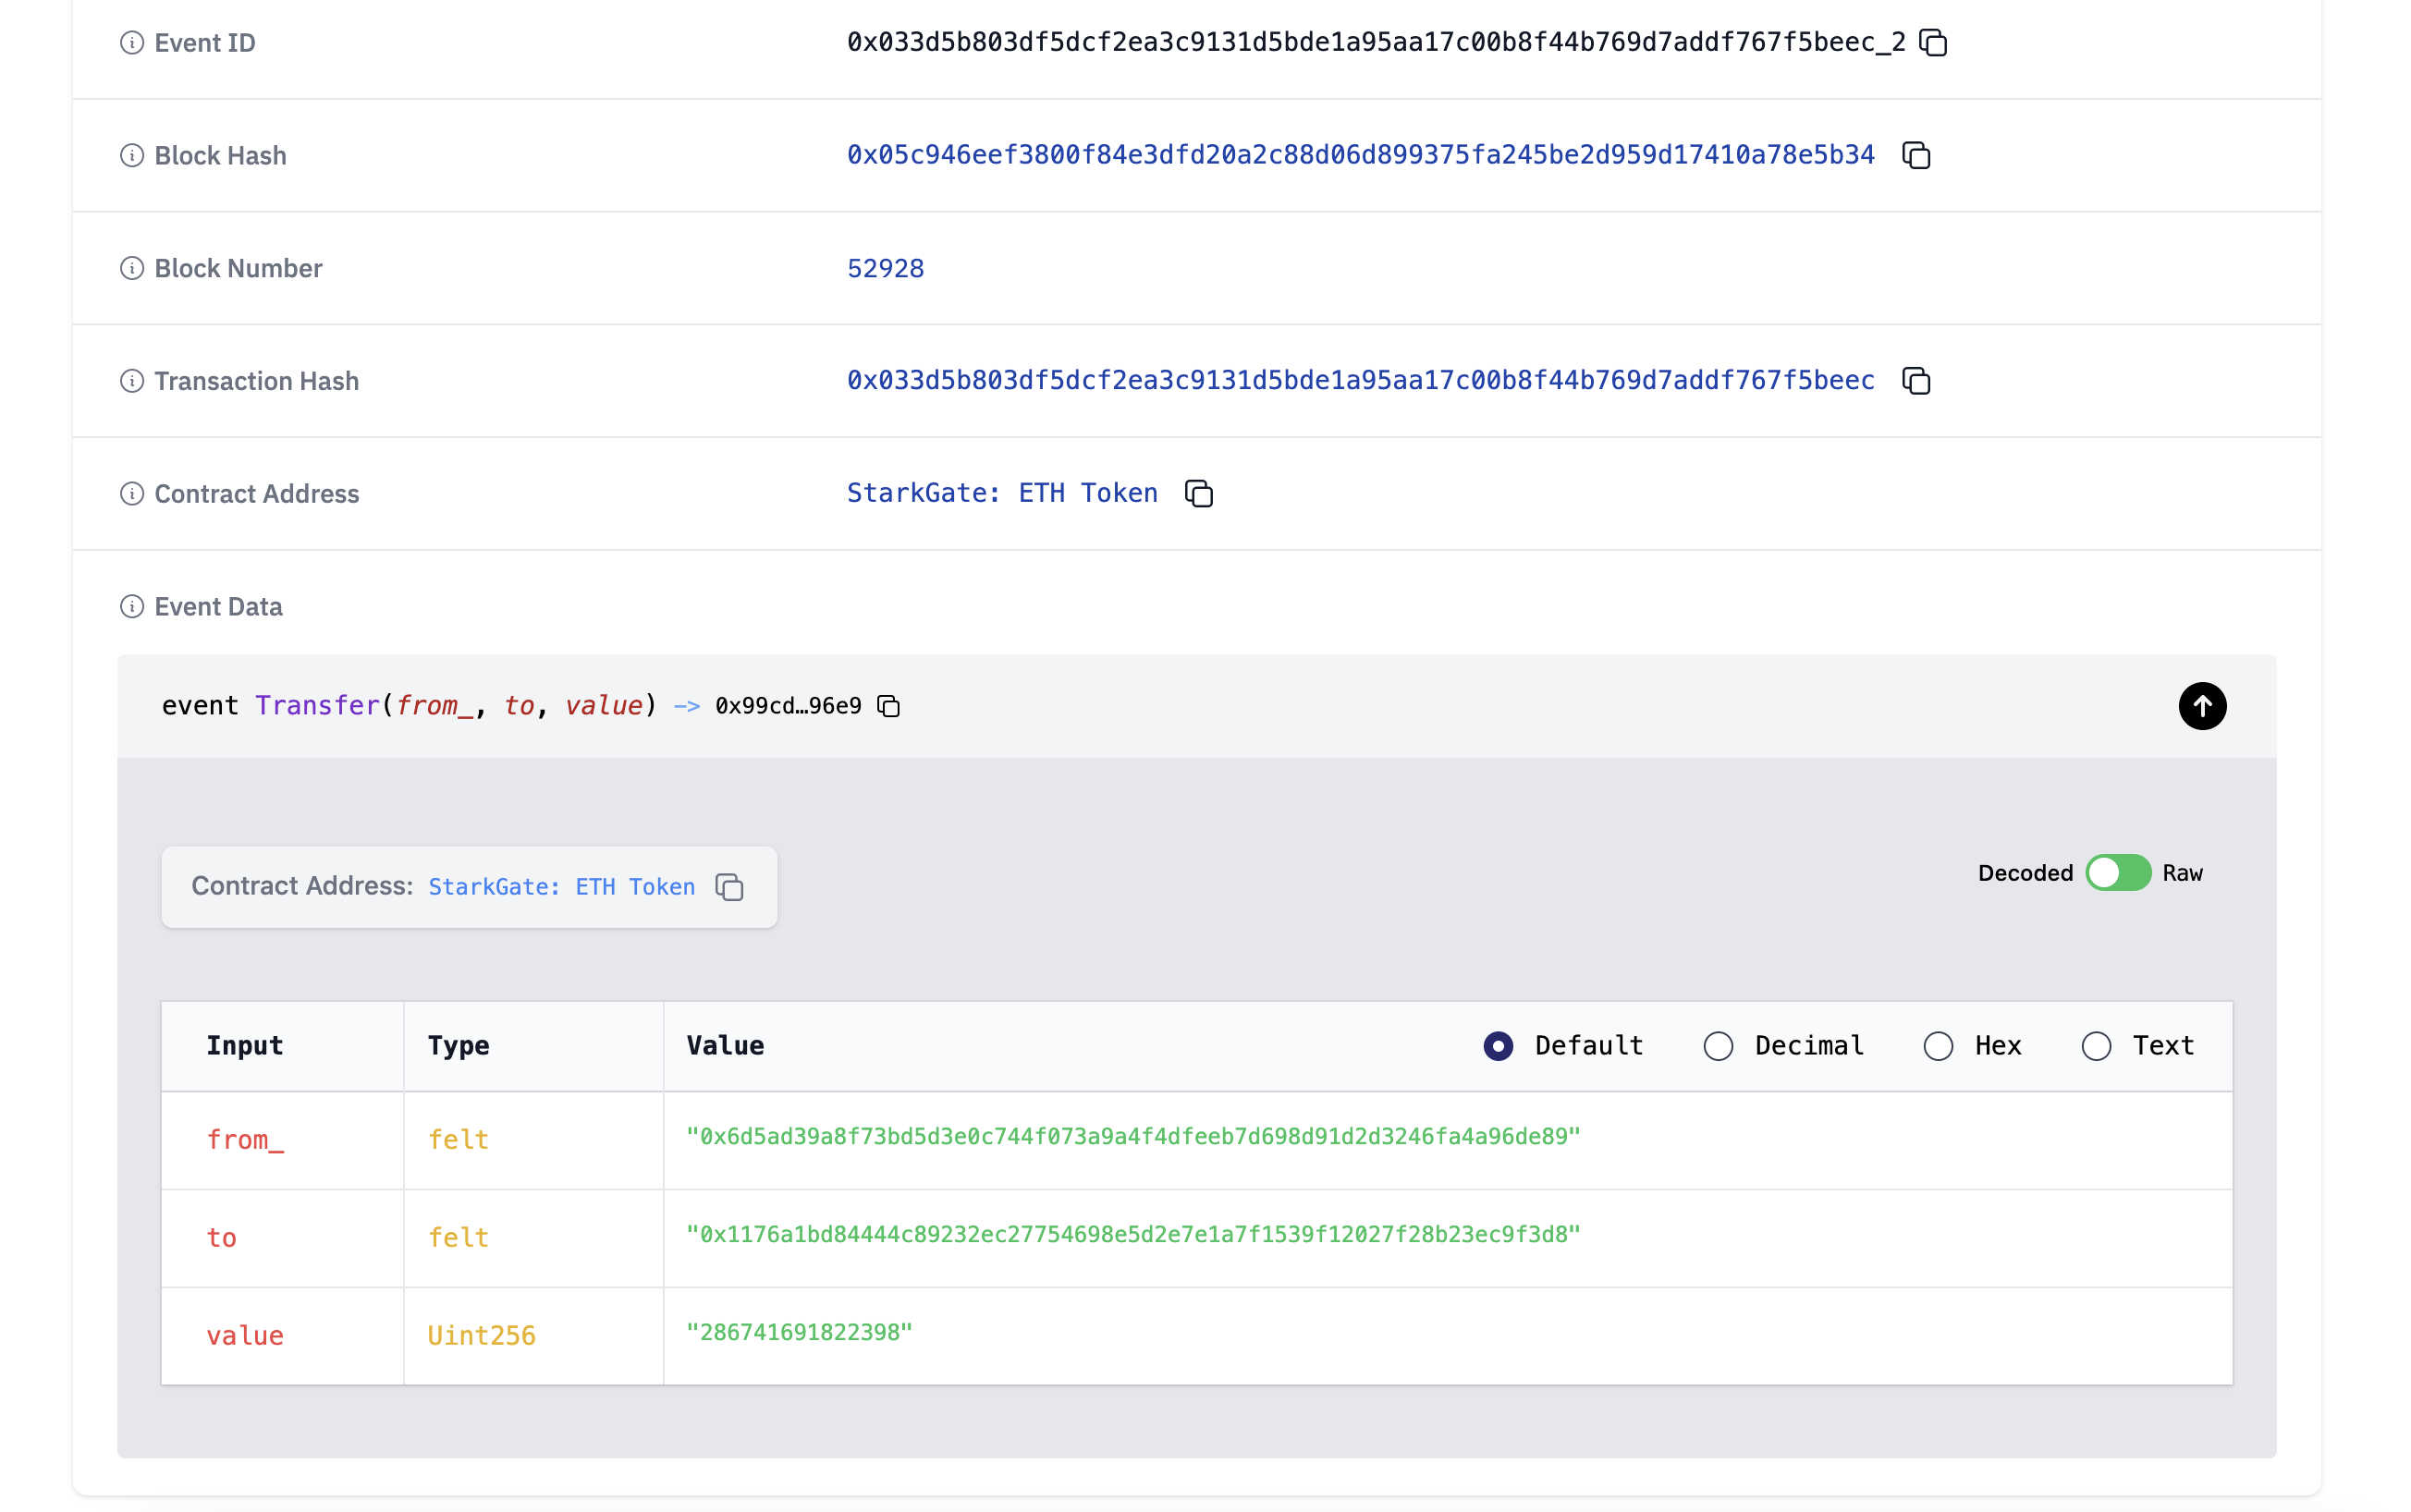 Event ID 0x033d5b803df5dcf2ea3c9131d5bde1a95aa17c00b8f44b769d7addf767f5beec_2
Block Hash 0x05c946eef3800f84e3dfd20a2c88d06d899375fa245be2d959d17410a78e5b34
Block Number 52928
Transaction Hash 0x033d5b803df5dcf2ea3c9131d5bde1a95aa17c00b8f44b769d7addf767f5beec
Contract Address StarkGate: ETH Token
Event Data
event Transfer(from_, to, value) -> 0x99cd…96e9
Contract Address: StarkGate: ETH Token
Decoded Raw
Input Type Value Default Decimal Hex Text
from_ felt "0x6d5ad39a8f73bd5d3e0c744f073a9a4f4dfeeb7d698d91d2d3246fa4a96de89"
to felt "0x1176a1bd84444c89232ec27754698e5d2e7e1a7f1539f12027f28b23ec9f3d8"
value Uint256 "286741691822398"